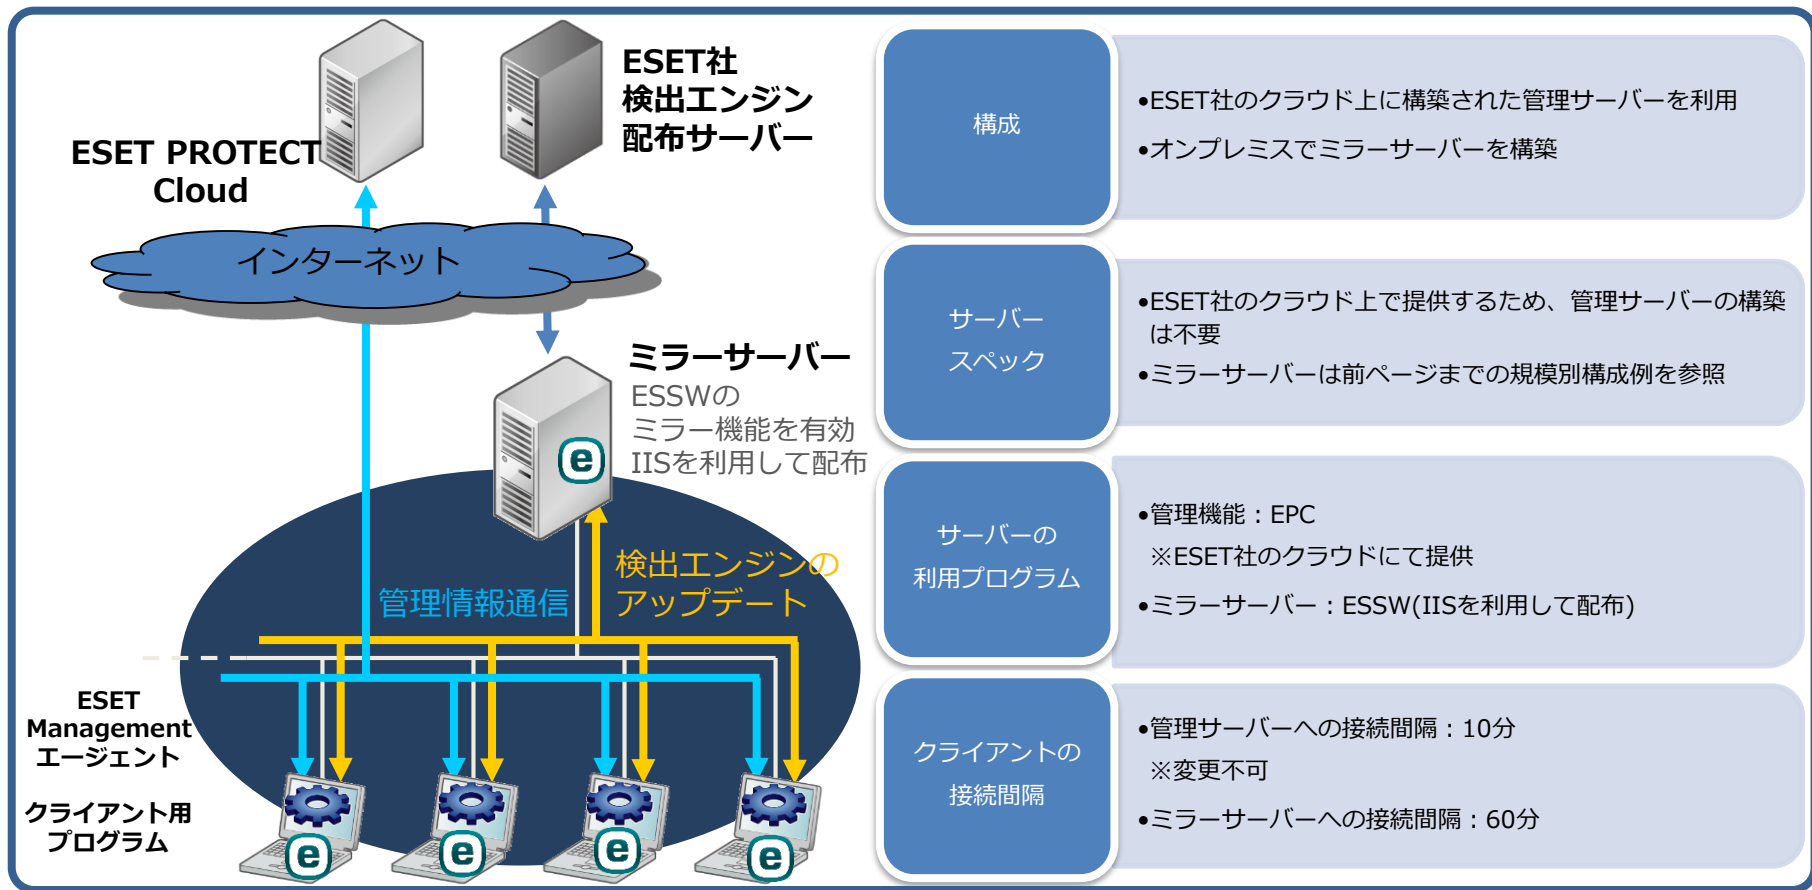 ESET社
検出エンジン
配布サーバー
ESET PROTECT
Cloud
インターネット
ミラーサーバー
ESSWの
ミラー機能を有効
IISを利用して配布
e
検出エンジンの
アップデート
管理情報通信
ESET
Management
エージェント
クライアント用
プログラム
e
e
e
e
構成
•ESET社のクラウド上に構築された管理サーバーを利用
•オンプレミスでミラーサーバーを構築
サーバー
スペック
•ESET社のクラウド上で提供するため、管理サーバーの構築
は不要
•ミラーサーバーは前ページまでの規模別構成例を参照
サーバーの
利用プログラム
•管理機能：EPC
※ESET社のクラウドにて提供
•ミラーサーバー：ESSW(IISを利用して配布)
クライアントの
接続間隔
•管理サーバーへの接続間隔：10分
※変更不可
•ミラーサーバーへの接続間隔：60分